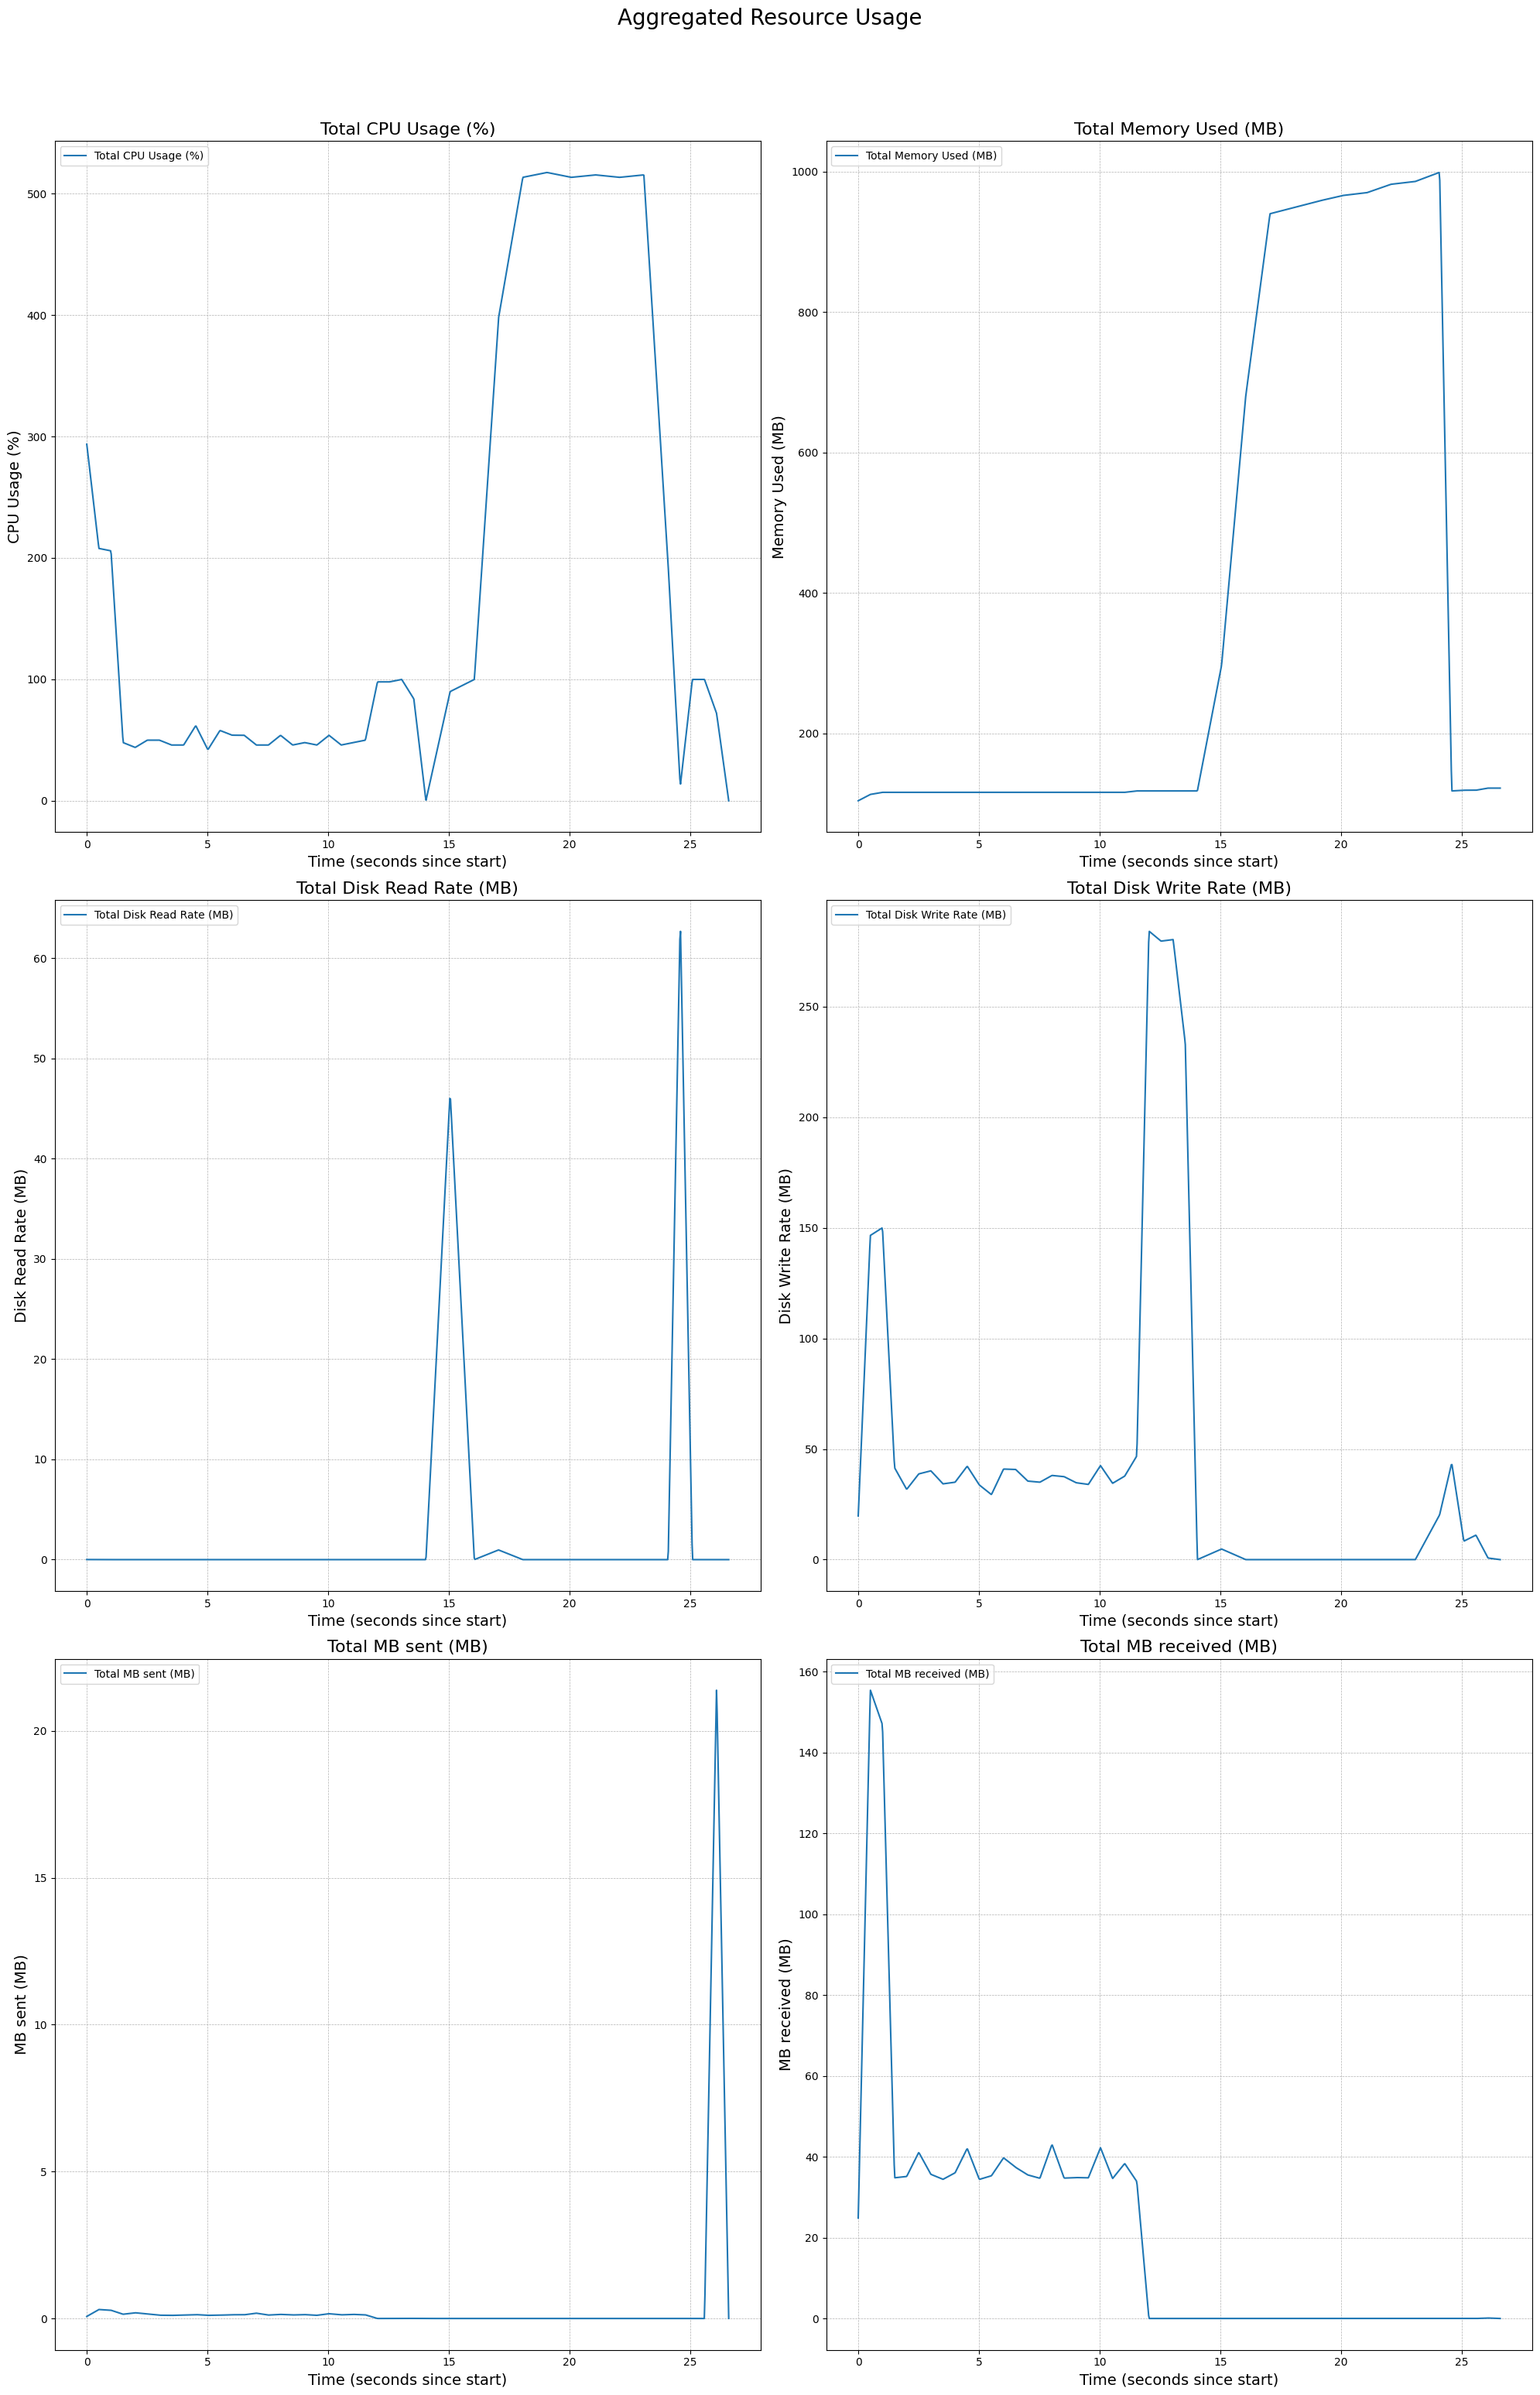 Aggregated Resource Usage
Total CPU Usage (%)
Total CPU Usage (%)
CPU Usage (%)
500
400
300
200
100
0
0 5 10 15 20 25
Time (seconds since start)
Total Memory Used (MB)
Total Memory Used (MB)
Memory Used (MB)
1000
800
600
400
200
0 5 10 15 20 25
Time (seconds since start)
Total Disk Read Rate (MB)
Total Disk Read Rate (MB)
Disk Read Rate (MB)
60
50
40
30
20
10
0
0 5 10 15 20 25
Time (seconds since start)
Total Disk Write Rate (MB)
Total Disk Write Rate (MB)
Disk Write Rate (MB)
250
200
150
100
50
0
0 5 10 15 20 25
Time (seconds since start)
Total MB sent (MB)
Total MB sent (MB)
MB sent (MB)
20
15
10
5
0
0 5 10 15 20 25
Time (seconds since start)
Total MB received (MB)
Total MB received (MB)
MB received (MB)
160
140
120
100
80
60
40
20
0
0 5 10 15 20 25
Time (seconds since start)